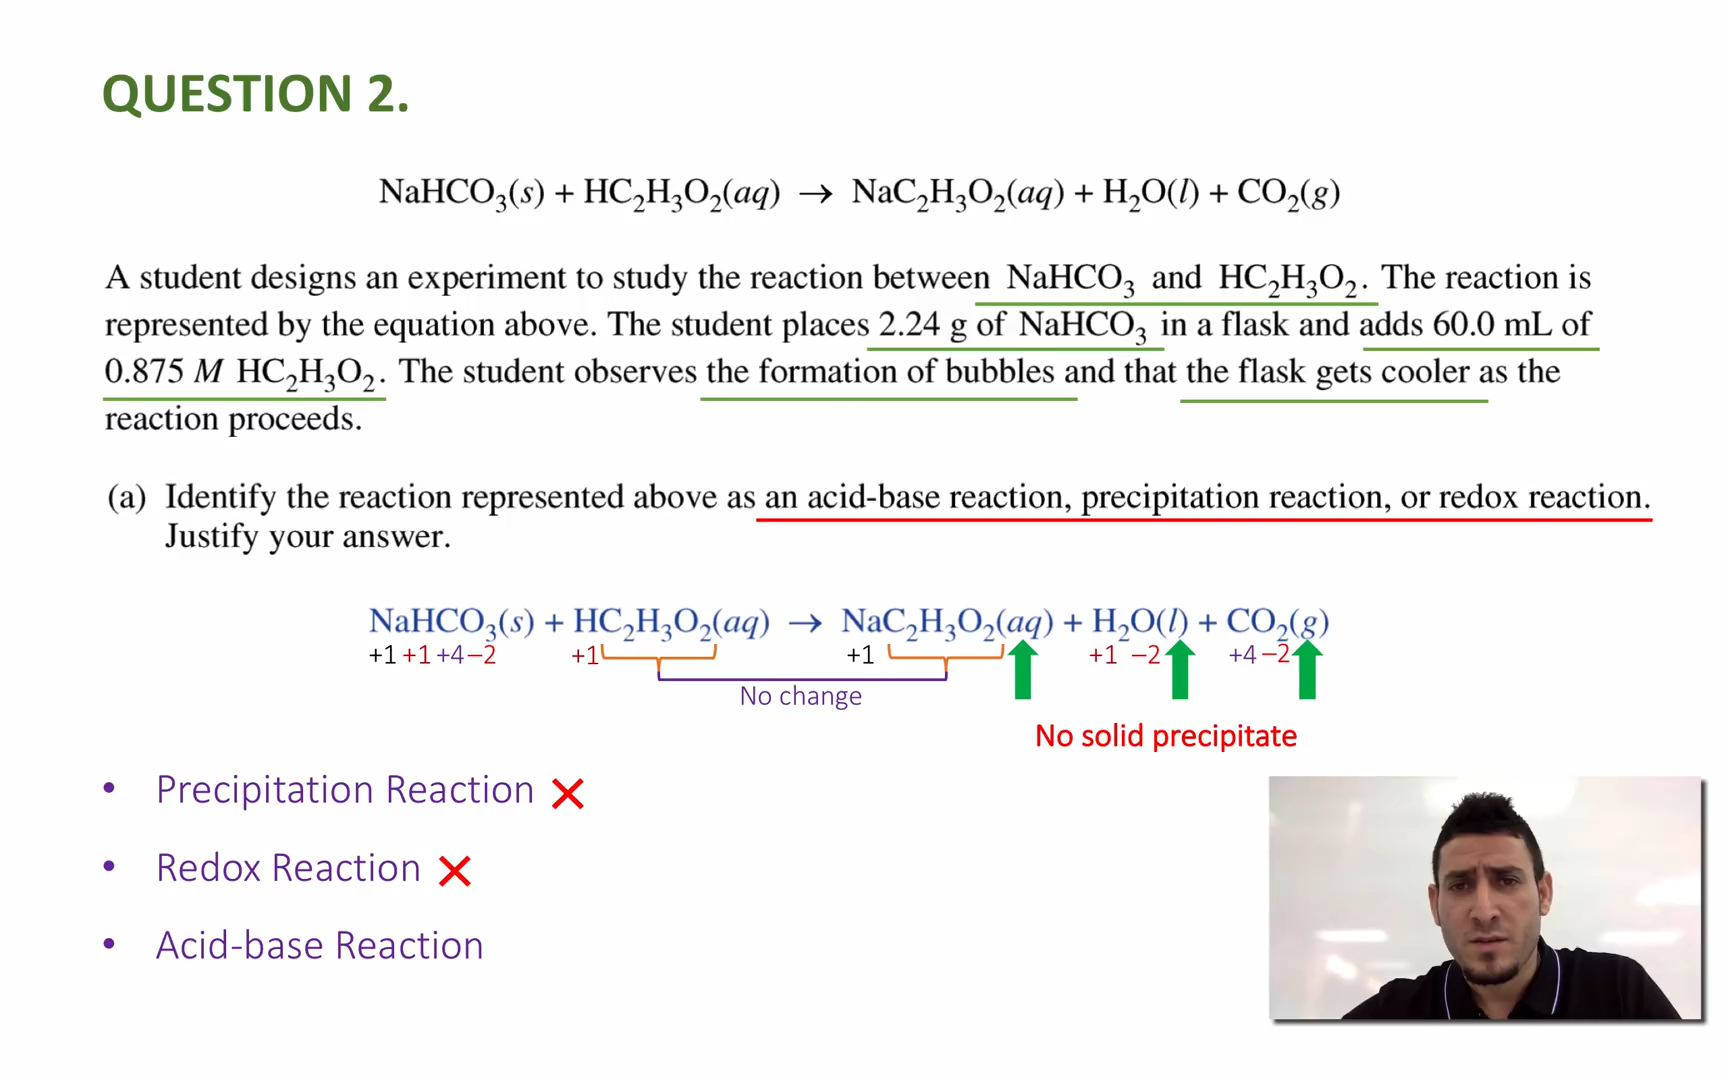 QUESTION 2.
NaHCO₃(s) + HC₂H₃O₂(aq) → NaC₂H₃O₂(aq) + H₂O(l) + CO₂(g)
A student designs an experiment to study the reaction between NaHCO₃ and HC₂H₃O₂. The reaction is
represented by the equation above. The student places 2.24 g of NaHCO₃ in a flask and adds 60.0 mL of
0.875 M HC₂H₃O₂. The student observes the formation of bubbles and that the flask gets cooler as the
reaction proceeds.
(a) Identify the reaction represented above as an acid-base reaction, precipitation reaction, or redox reaction.
Justify your answer.
NaHCO₃(s) + HC₂H₃O₂(aq) → NaC₂H₃O₂(aq) + H₂O(l) + CO₂(g)
+1 +1 +4 −2 +1 +1 +1 −2 +4 −2
No change
No solid precipitate
• Precipitation Reaction ✕
• Redox Reaction ✕
• Acid-base Reaction